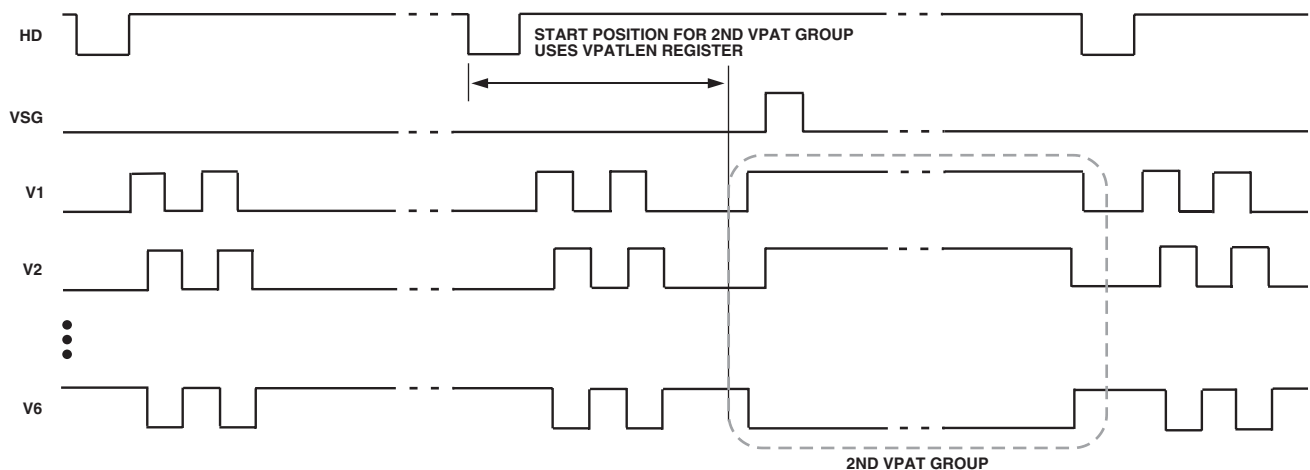 HD
START POSITION FOR 2ND VPAT GROUP
USES VPATLEN REGISTER
VSG
V1
V2
V6
2ND VPAT GROUP